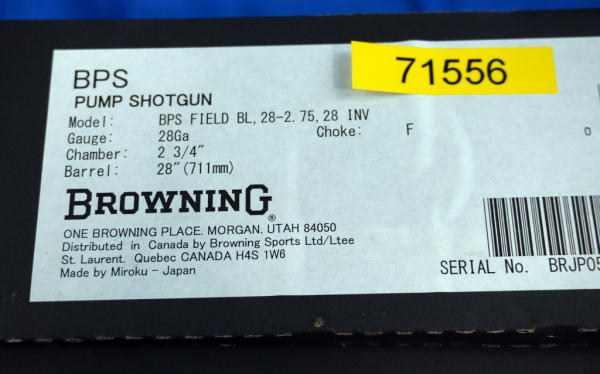 71556
BPS
PUMP SHOTGUN
Model: BPS FIELD BL,28-2.75,28 INV
Gauge: 28Ga Choke: F
Chamber: 2 3/4"
Barrel: 28"(711mm)
BROWNING®
ONE BROWNING PLACE. MORGAN. UTAH 84050
Distributed in Canada by Browning Sports Ltd/Ltee
St. Laurent. Quebec CANADA H4S 1W6
Made by Miroku - Japan
SERIAL No. BRJP05